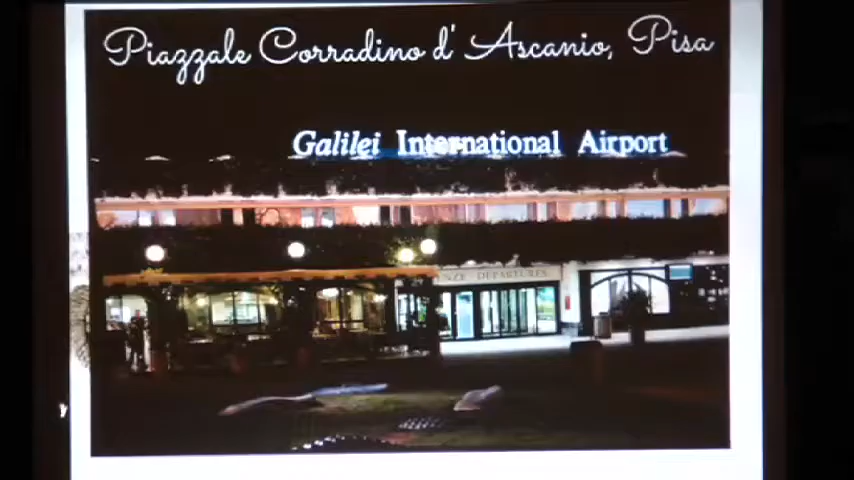 Piazzale Corradino d' Ascanio, Pisa
Galilei International Airport
DEPARTURES